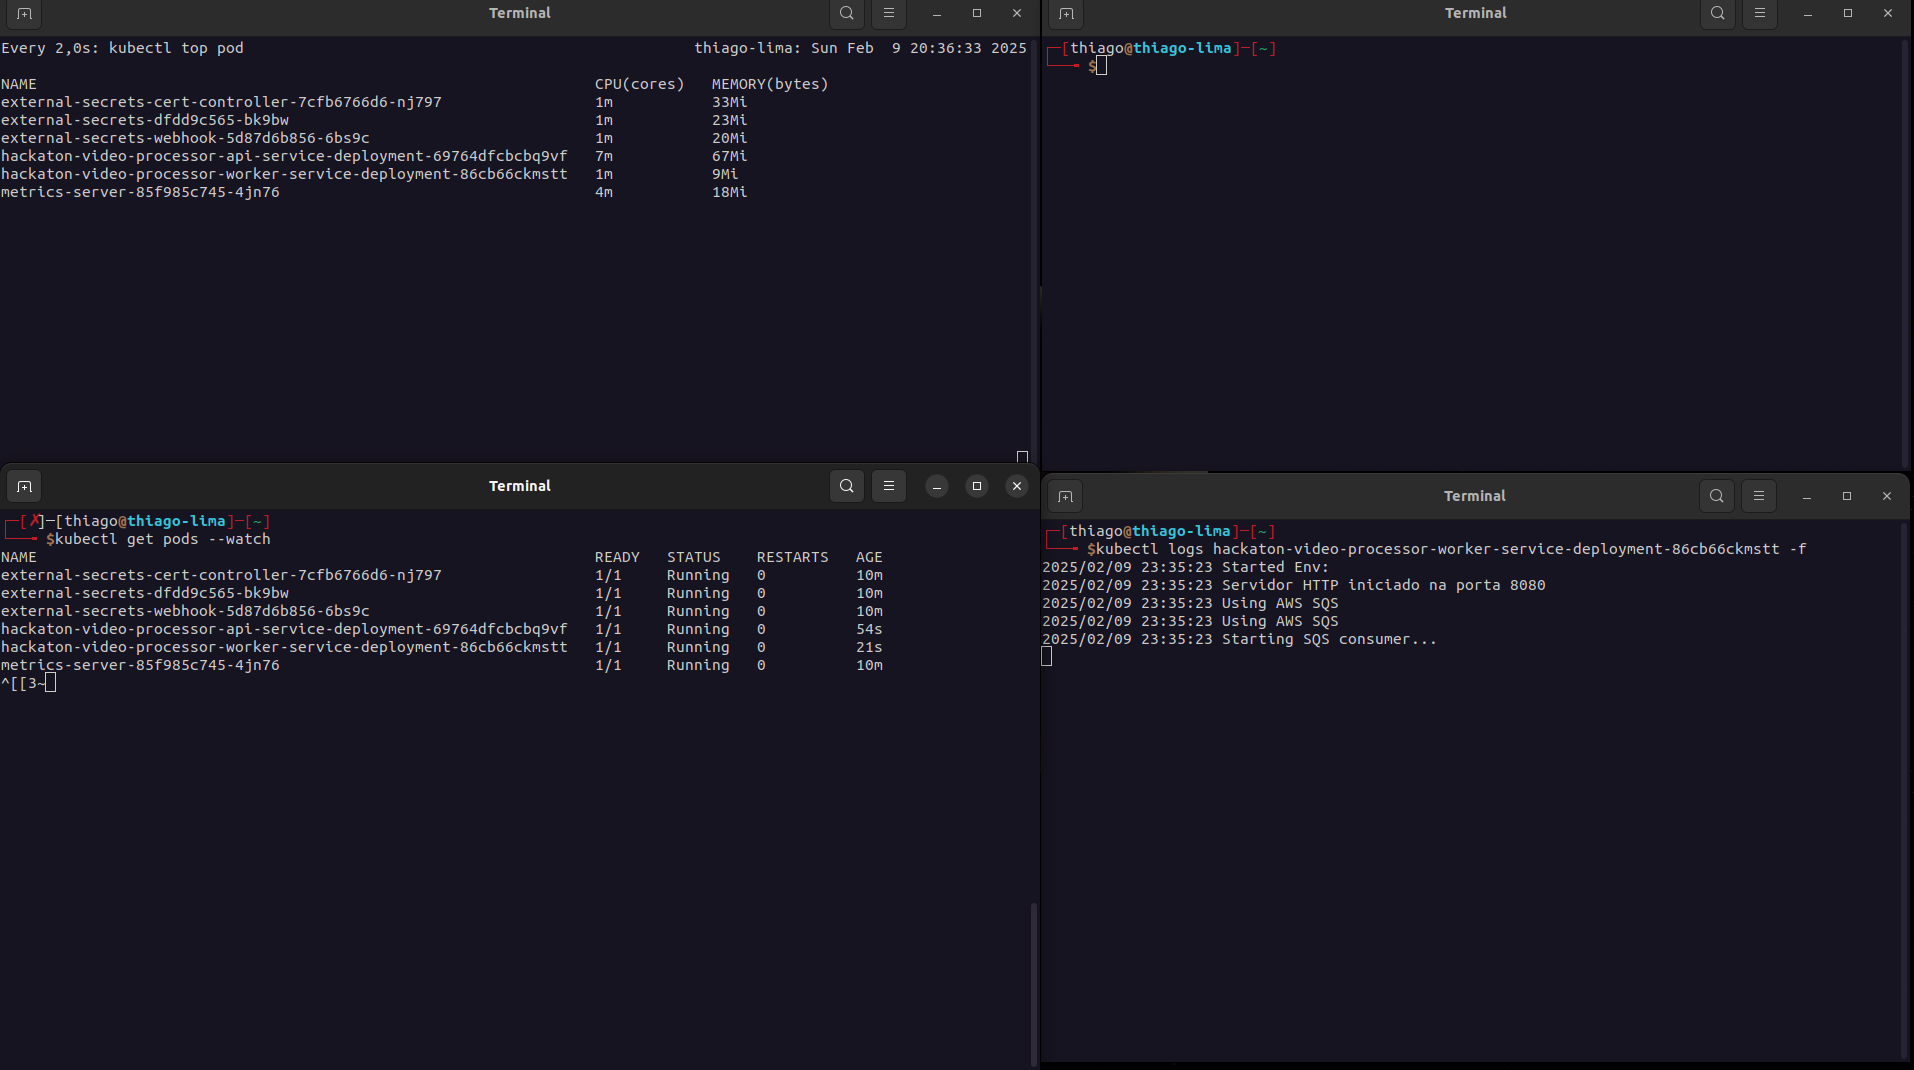 Terminal
Every 2,0s: kubectl top pod thiago-lima: Sun Feb  9 20:36:33 2025
NAME CPU(cores) MEMORY(bytes)
external-secrets-cert-controller-7cfb6766d6-nj797 1m 33Mi
external-secrets-dfdd9c565-bk9bw 1m 23Mi
external-secrets-webhook-5d87d6b856-6bs9c 1m 20Mi
hackaton-video-processor-api-service-deployment-69764dfcbcbq9vf 7m 67Mi
hackaton-video-processor-worker-service-deployment-86cb66ckmstt 1m 9Mi
metrics-server-85f985c745-4jn76 4m 18Mi
Terminal
[thiago@thiago-lima]─[~]
$
Terminal
[✗]─[thiago@thiago-lima]─[~]
$kubectl get pods --watch
NAME READY STATUS RESTARTS AGE
external-secrets-cert-controller-7cfb6766d6-nj797 1/1 Running 0 10m
external-secrets-dfdd9c565-bk9bw 1/1 Running 0 10m
external-secrets-webhook-5d87d6b856-6bs9c 1/1 Running 0 10m
hackaton-video-processor-api-service-deployment-69764dfcbcbq9vf 1/1 Running 0 54s
hackaton-video-processor-worker-service-deployment-86cb66ckmstt 1/1 Running 0 21s
metrics-server-85f985c745-4jn76 1/1 Running 0 10m
^[[3~
Terminal
[thiago@thiago-lima]─[~]
$kubectl logs hackaton-video-processor-worker-service-deployment-86cb66ckmstt -f
2025/02/09 23:35:23 Started Env:
2025/02/09 23:35:23 Servidor HTTP iniciado na porta 8080
2025/02/09 23:35:23 Using AWS SQS
2025/02/09 23:35:23 Using AWS SQS
2025/02/09 23:35:23 Starting SQS consumer...